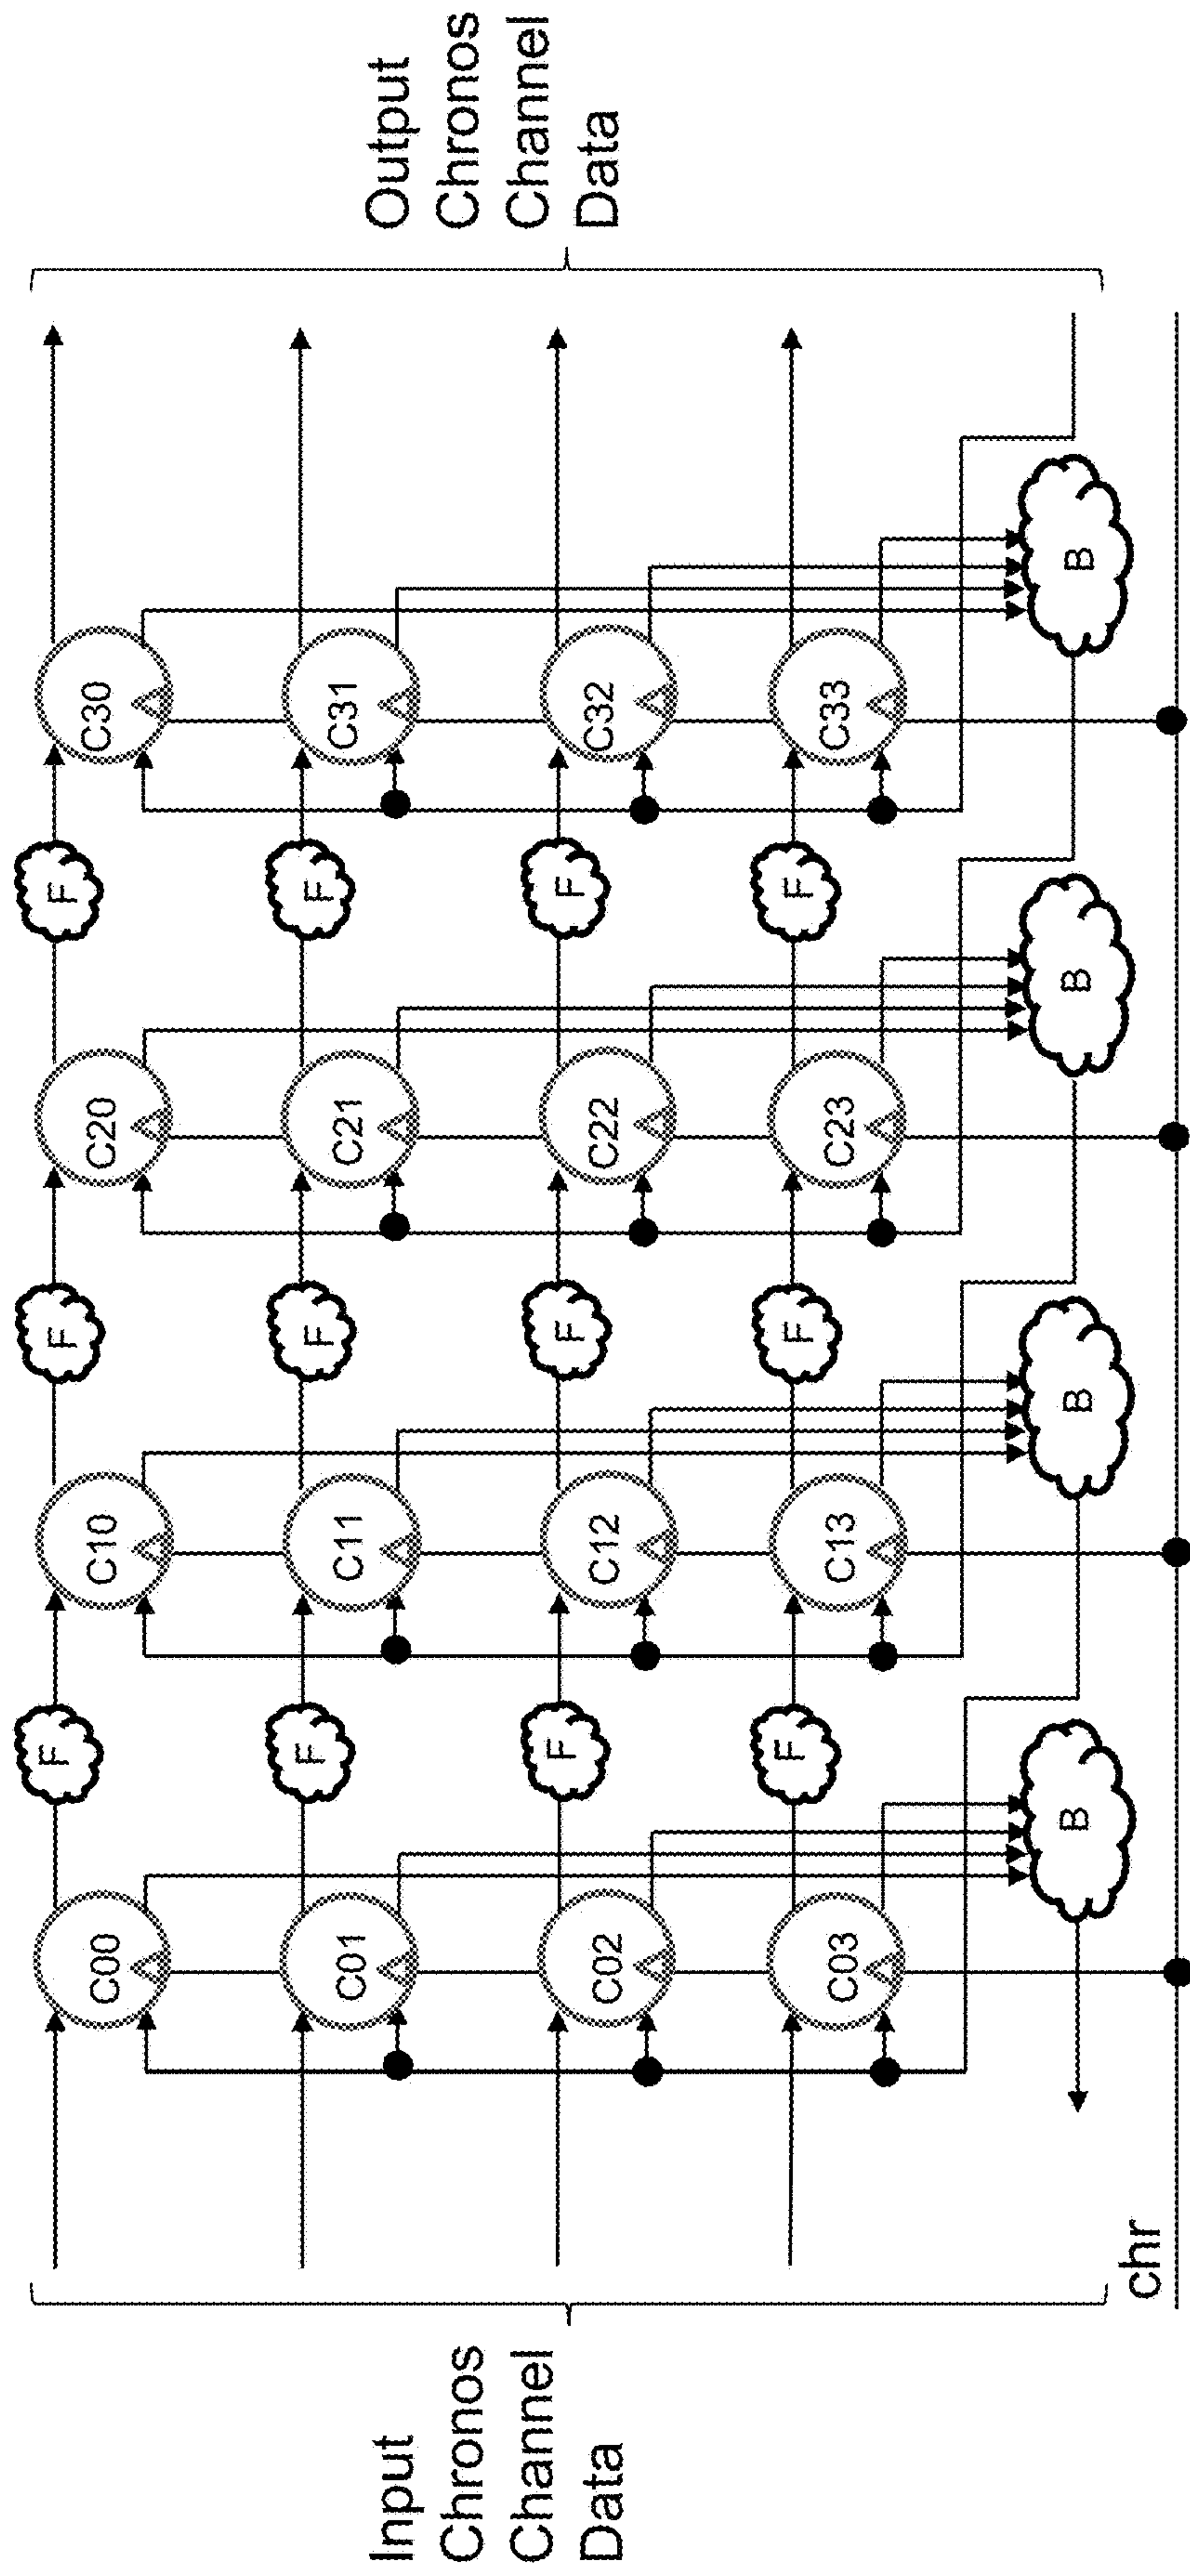 Input
Chronos
Channel
Data
C00
F
C10
F
C20
F
C30
C01
F
C11
F
C21
F
C31
C02
F
C12
F
C22
F
C32
C03
F
C13
F
C23
F
C33
B
B
B
B
chr
Output
Chronos
Channel
Data